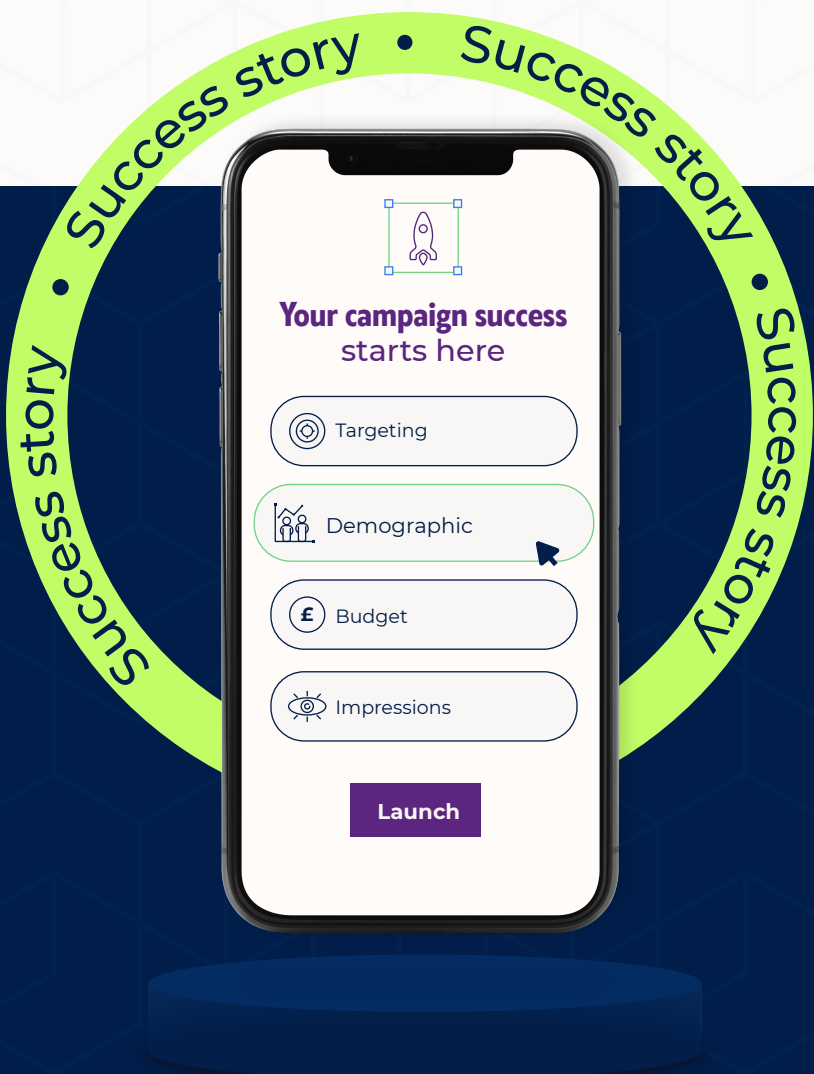 Success story • Success story • Success story • Success story
Your campaign success
starts here
Targeting
Demographic
£ Budget
Impressions
Launch